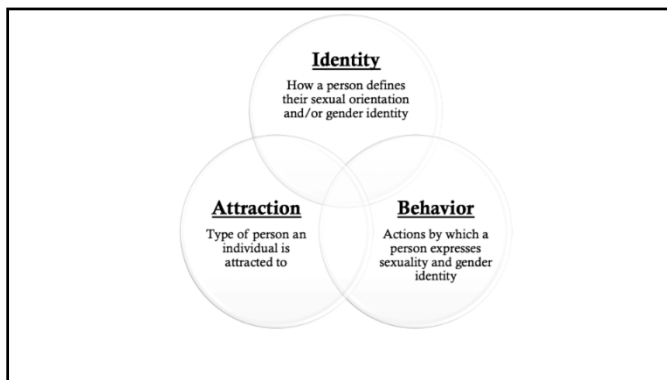 Identity
How a person defines
their sexual orientation
and/or gender identity
Attraction
Type of person an
individual is
attracted to
Behavior
Actions by which a
person expresses
sexuality and gender
identity